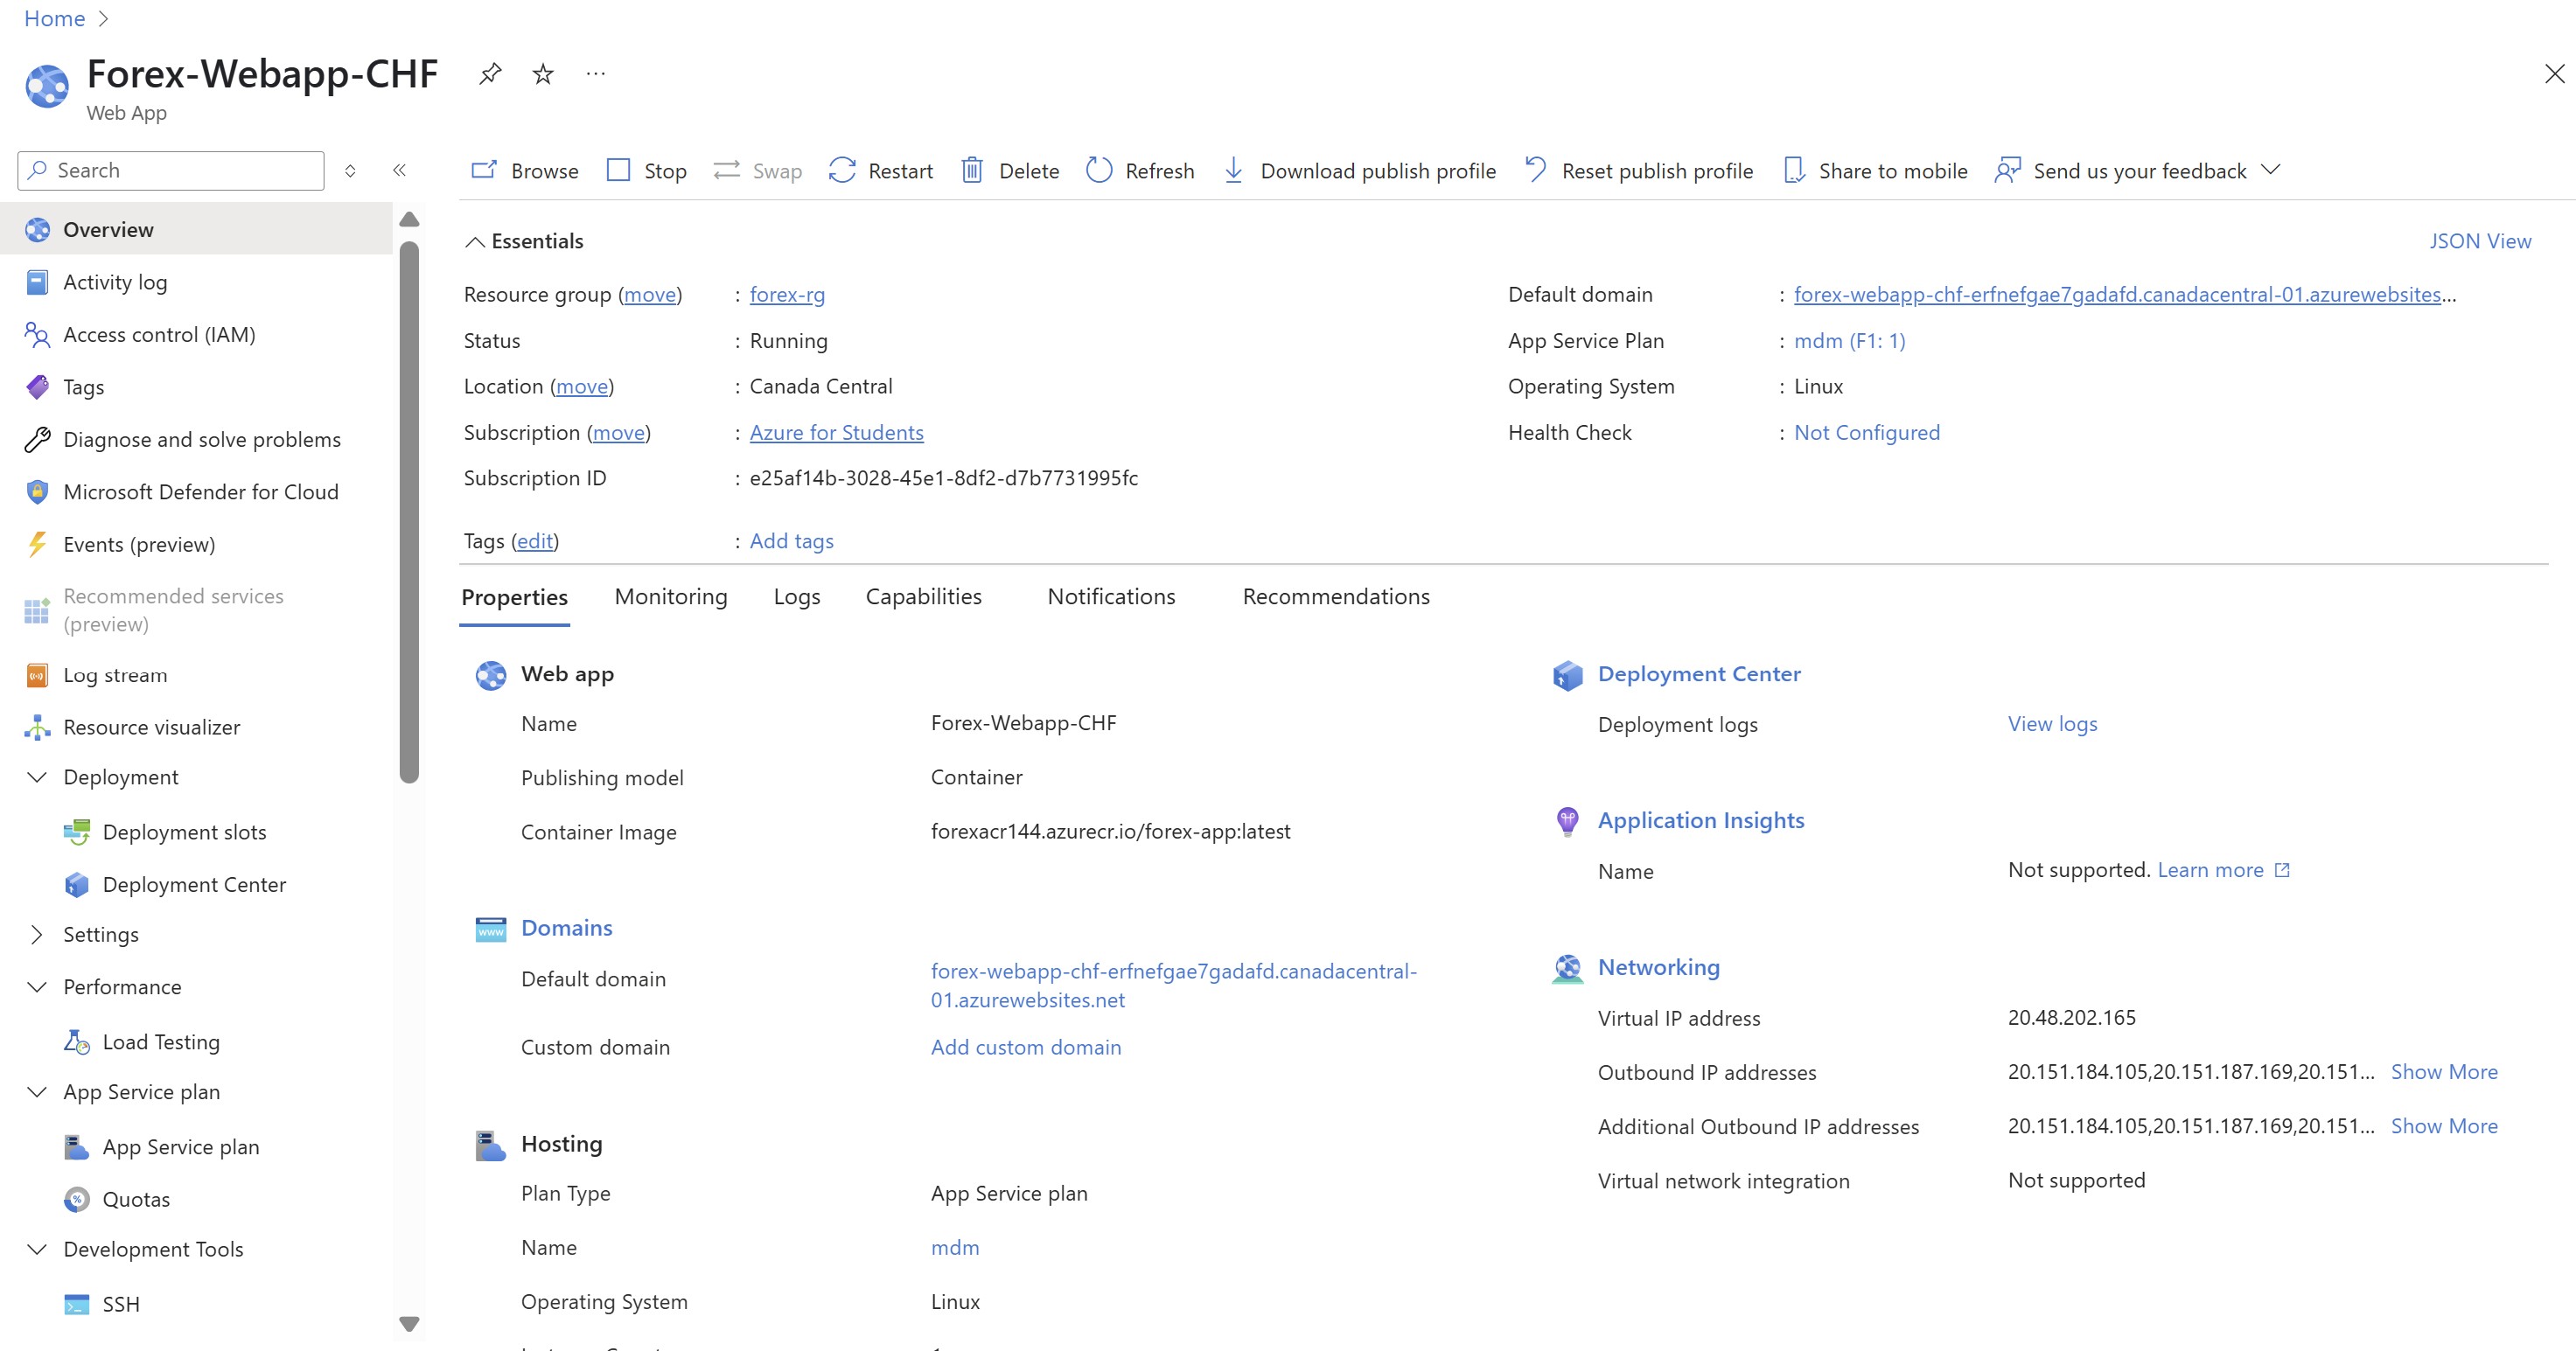 Home
Forex-Webapp-CHF
Web App
Search
Browse Stop Swap Restart Delete Refresh Download publish profile Reset publish profile Share to mobile Send us your feedback
Overview
Activity log
Access control (IAM)
Tags
Diagnose and solve problems
Microsoft Defender for Cloud
Events (preview)
Recommended services
(preview)
Log stream
Resource visualizer
Deployment
Deployment slots
Deployment Center
Settings
Performance
Load Testing
App Service plan
App Service plan
Quotas
Development Tools
SSH
Essentials JSON View
Resource group (move) : forex-rg
Status : Running
Location (move) : Canada Central
Subscription (move) : Azure for Students
Subscription ID : e25af14b-3028-45e1-8df2-d7b7731995fc
Tags (edit) : Add tags
Default domain : forex-webapp-chf-erfnefgae7gadafd.canadacentral-01.azurewebsites...
App Service Plan : mdm (F1: 1)
Operating System : Linux
Health Check : Not Configured
Properties Monitoring Logs Capabilities Notifications Recommendations
Web app
Name Forex-Webapp-CHF
Publishing model Container
Container Image forexacr144.azurecr.io/forex-app:latest
Domains
www
Default domain forex-webapp-chf-erfnefgae7gadafd.canadacentral-
01.azurewebsites.net
Custom domain Add custom domain
Hosting
Plan Type App Service plan
Name mdm
Operating System Linux
Deployment Center
Deployment logs View logs
Application Insights
Name Not supported. Learn more
Networking
Virtual IP address 20.48.202.165
Outbound IP addresses 20.151.184.105,20.151.187.169,20.151... Show More
Additional Outbound IP addresses 20.151.184.105,20.151.187.169,20.151... Show More
Virtual network integration Not supported